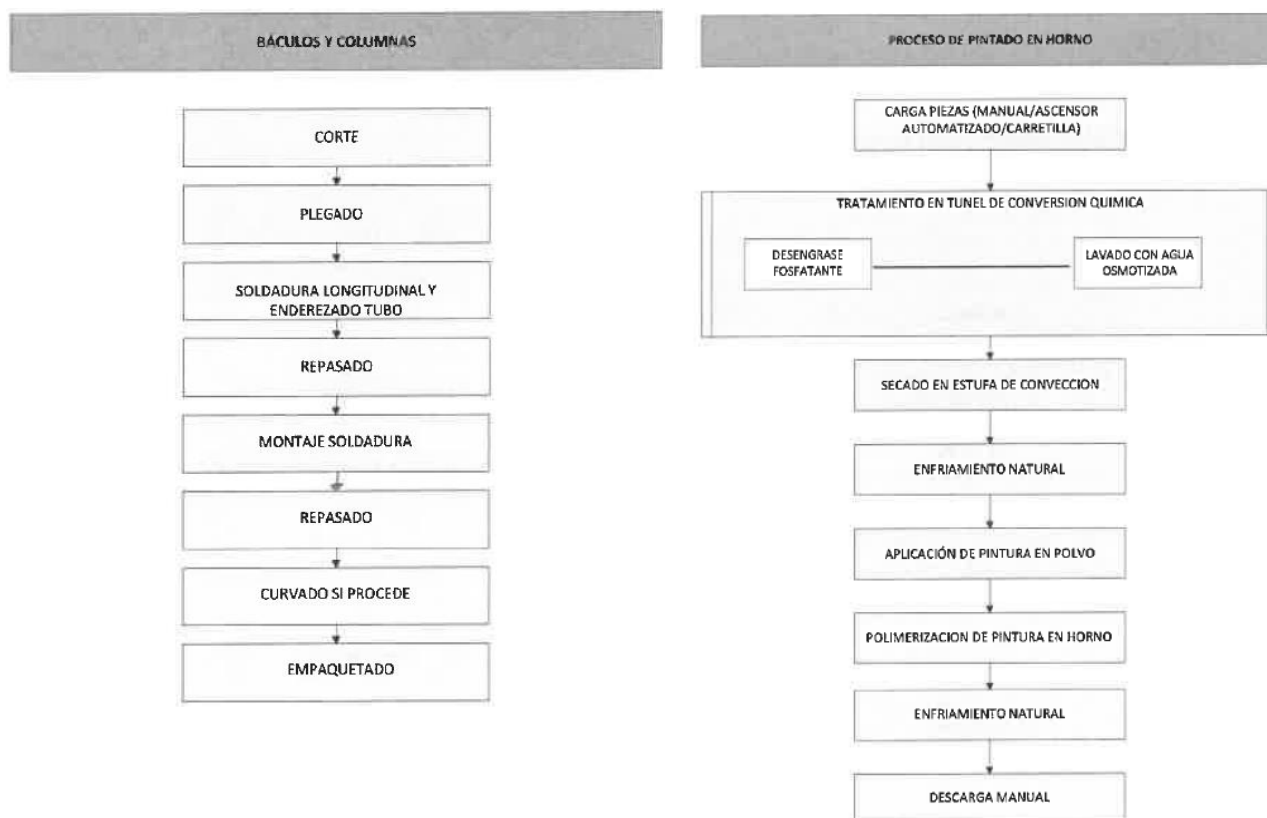 BÁCULOS Y COLUMNAS
CORTE
PLEGADO
SOLDADURA LONGITUDINAL Y
ENDEREZADO TUBO
REPASADO
MONTAJE SOLDADURA
REPASADO
CURVADO SI PROCEDE
EMPAQUETADO
PROCESO DE PINTADO EN HORNO
CARGA PIEZAS (MANUAL/ASCENSOR
AUTOMATIZADO/CARRETILLA)
TRATAMIENTO EN TUNEL DE CONVERSION QUIMICA
DESENGRASE
FOSFATANTE
LAVADO CON AGUA
OSMOTIZADA
SECADO EN ESTUFA DE CONVECCION
ENFRIAMIENTO NATURAL
APLICACIÓN DE PINTURA EN POLVO
POLIMERIZACION DE PINTURA EN HORNO
ENFRIAMIENTO NATURAL
DESCARGA MANUAL